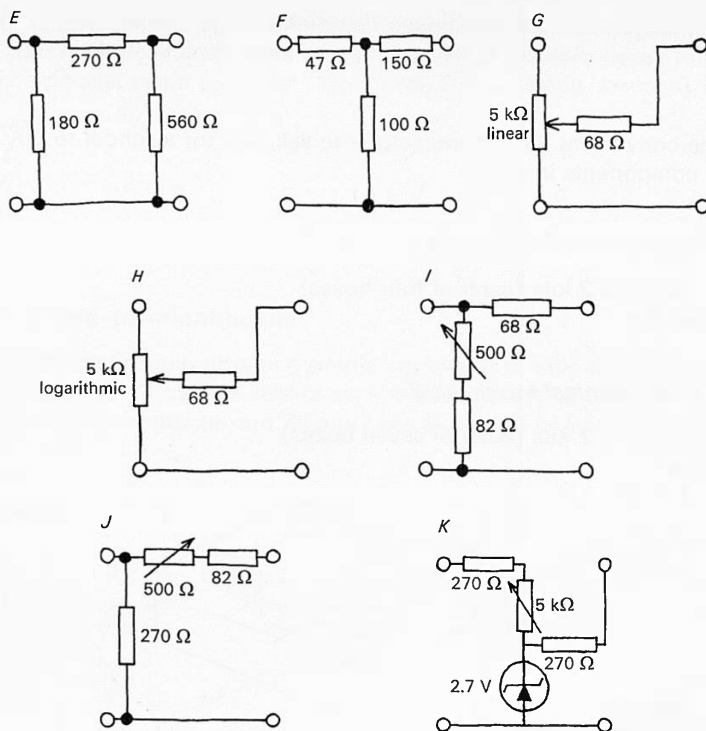 E
270 Ω
180 Ω
560 Ω
F
47 Ω
150 Ω
100 Ω
G
5 kΩ
linear
68 Ω
H
5 kΩ
logarithmic
68 Ω
I
68 Ω
500 Ω
82 Ω
J
500 Ω
82 Ω
270 Ω
K
270 Ω
5 kΩ
270 Ω
2.7 V